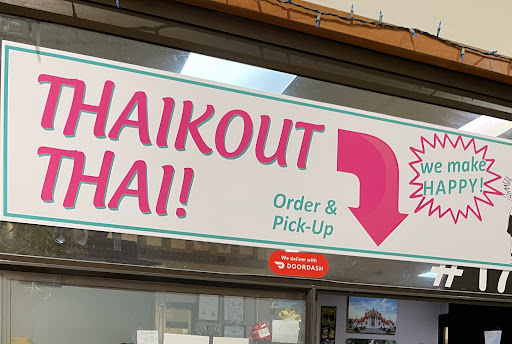 THAIKOUT
THAI!
Order &
Pick-Up
we make
HAPPY!
We deliver with
DOORDASH